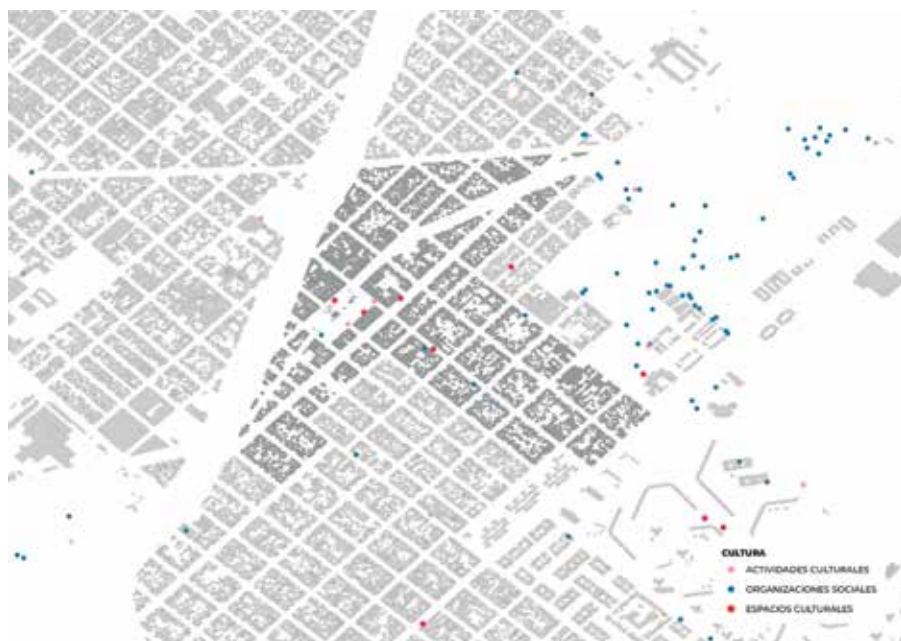 CULTURA
ACTIVIDADES CULTURALES
ORGANIZACIONES SOCIALES
ESPACIOS CULTURALES